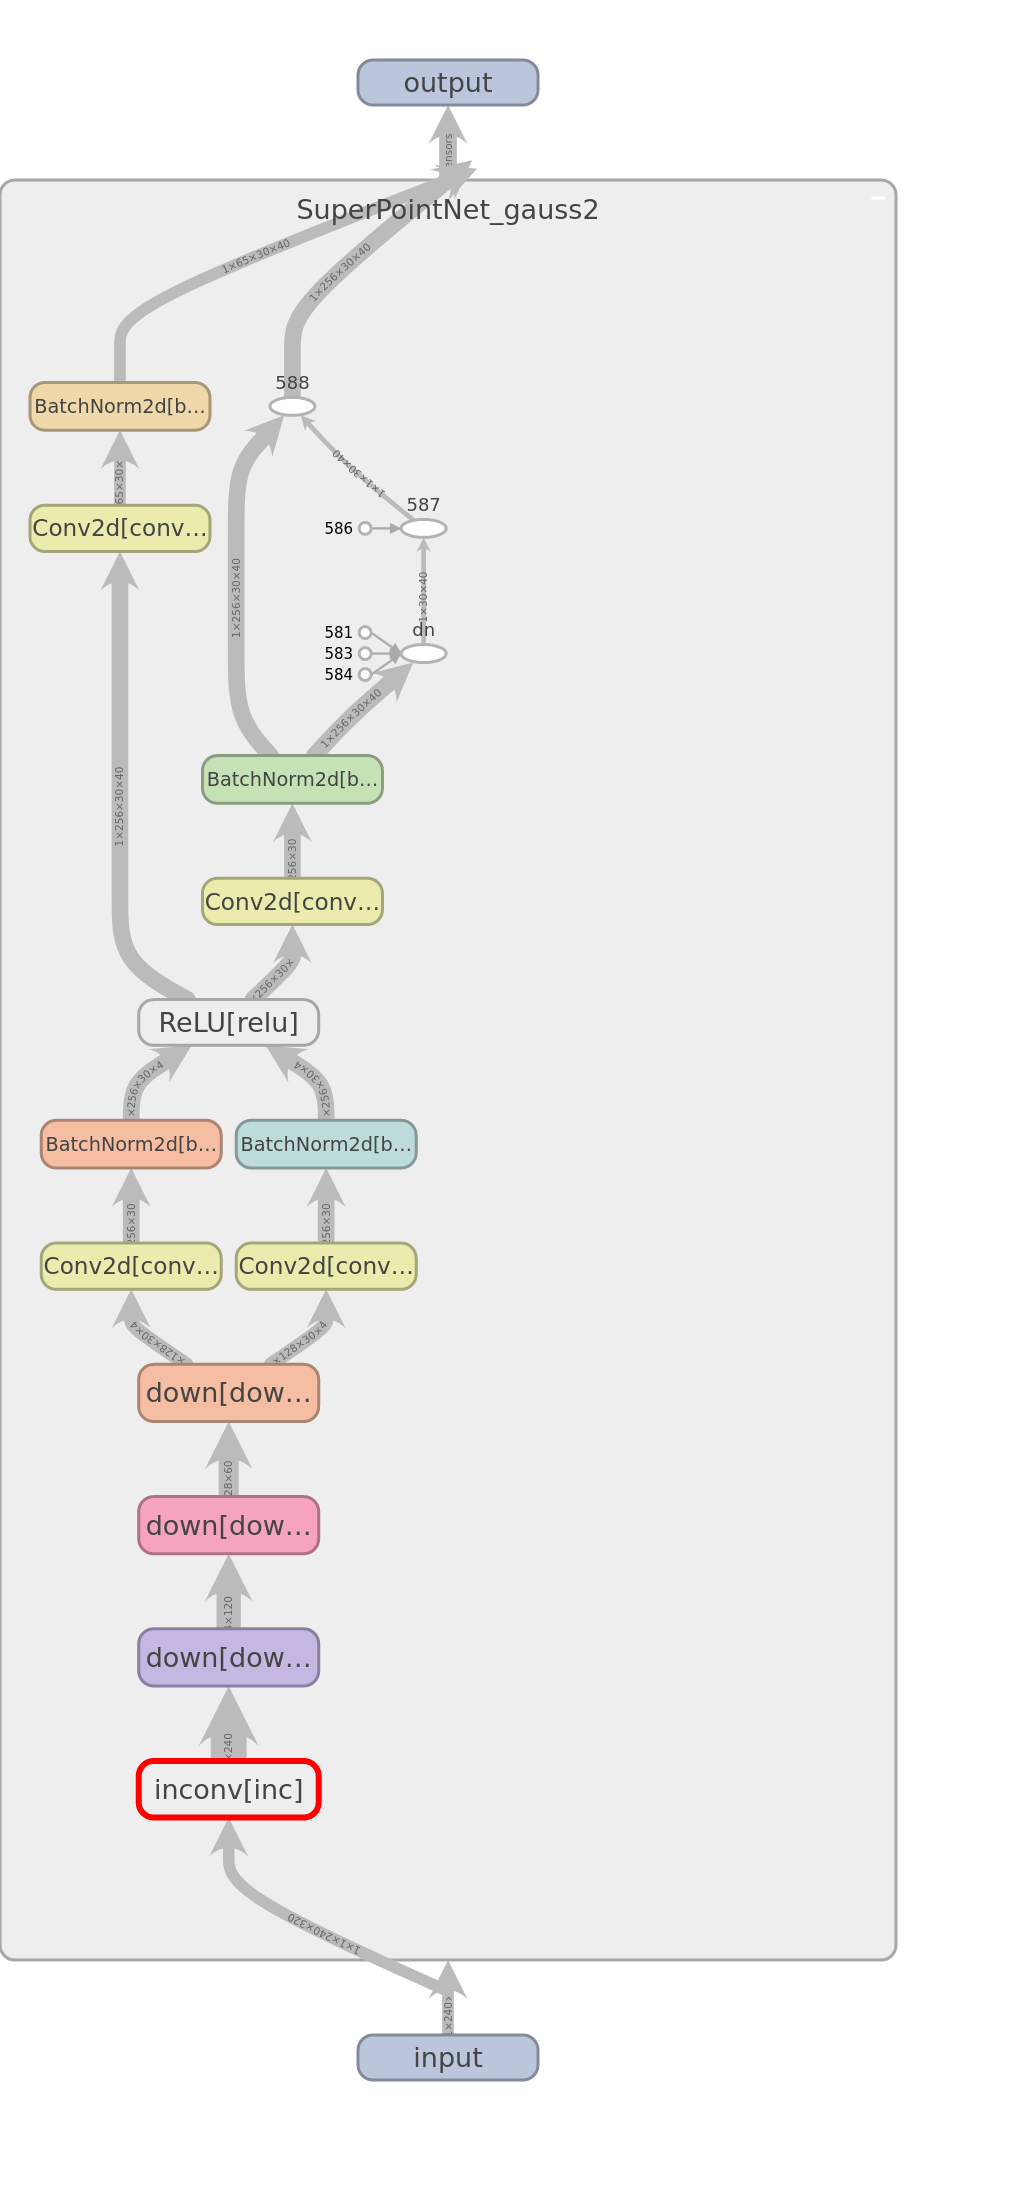 output
ensors
SuperPointNet_gauss2
1×65×30×40
1×256×30×40
588
BatchNorm2d[b…
1×1×30×40
65×30×
587
586
Conv2d[conv…
1×256×30×40
1×30×40
dn
581
583
584
1×256×30×40
BatchNorm2d[b…
1×256×30×40
256×30
Conv2d[conv…
×256×30×
ReLU[relu]
×256×30×4
×256×30×4
BatchNorm2d[b…
BatchNorm2d[b…
256×30
256×30
Conv2d[conv…
Conv2d[conv…
×128×30×4
×128×30×4
down[dow…
28×60
down[dow…
4×120
down[dow…
×240
inconv[inc]
1×1×240×320
×240×
input